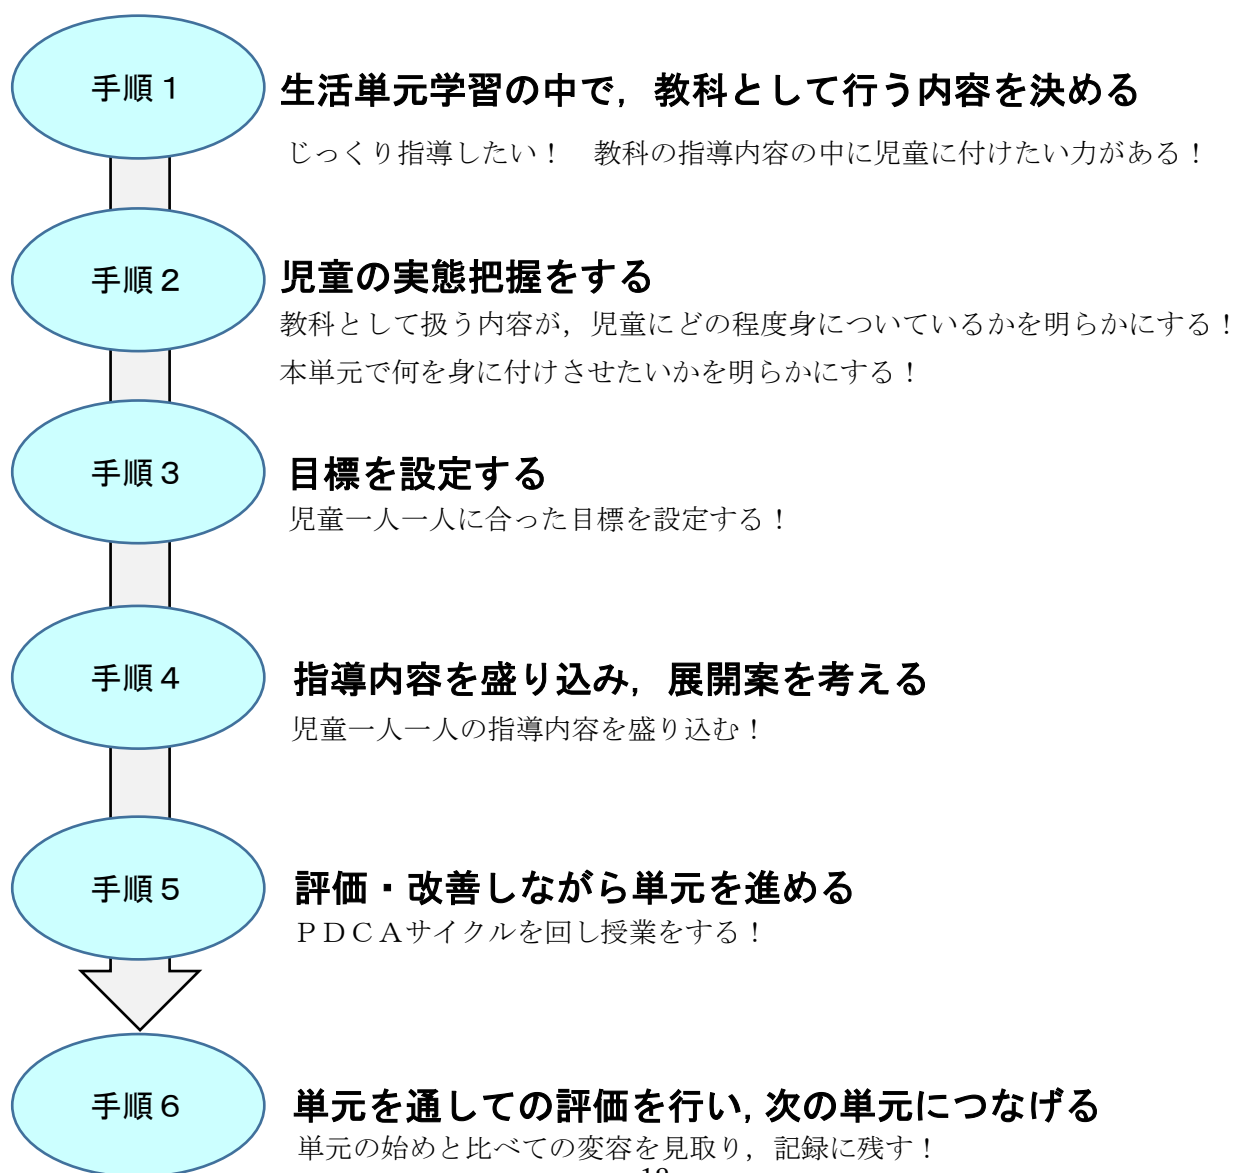 手順１
生活単元学習の中で，教科として行う内容を決める
じっくり指導したい！　教科の指導内容の中に児童に付けたい力がある！
手順２
児童の実態把握をする
教科として扱う内容が，児童にどの程度身についているかを明らかにする！
本単元で何を身に付けさせたいかを明らかにする！
手順３
目標を設定する
児童一人一人に合った目標を設定する！
手順４
指導内容を盛り込み，展開案を考える
児童一人一人の指導内容を盛り込む！
手順５
評価・改善しながら単元を進める
ＰＤＣＡサイクルを回し授業をする！
手順６
単元を通しての評価を行い，次の単元につなげる
単元の始めと比べての変容を見取り，記録に残す！